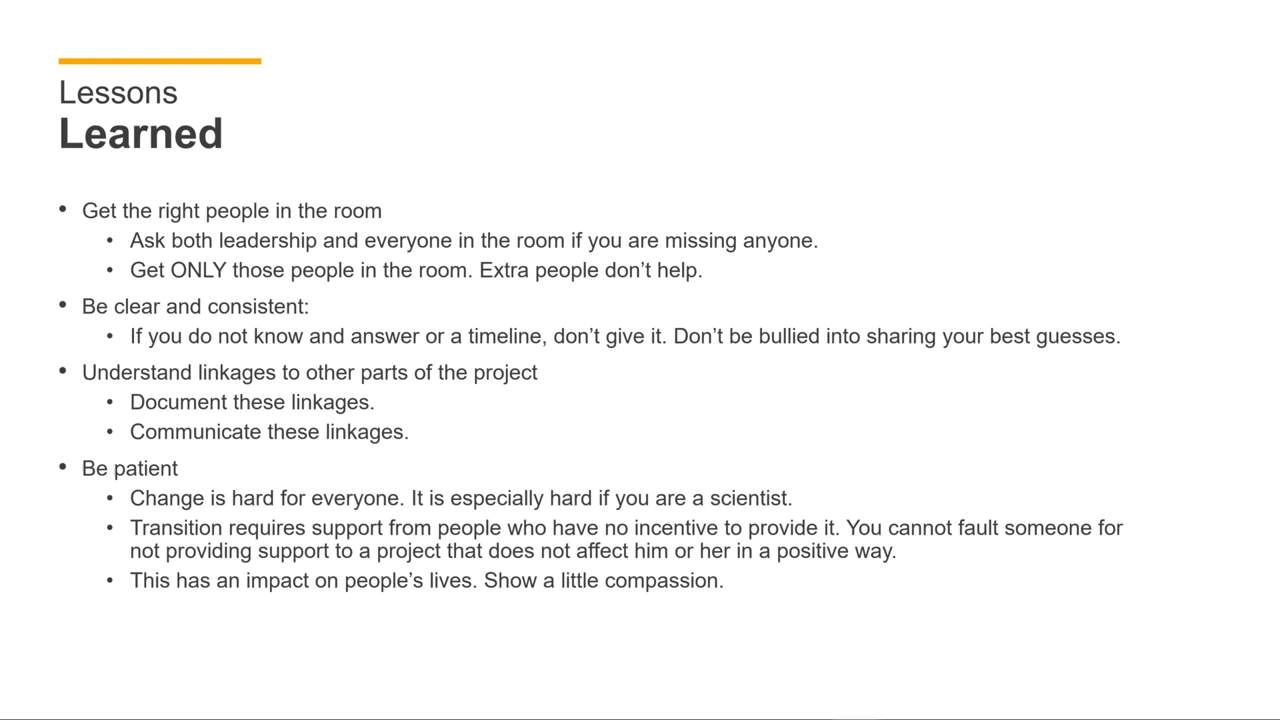 Lessons
Learned
• Get the right people in the room
• Ask both leadership and everyone in the room if you are missing anyone.
• Get ONLY those people in the room. Extra people don’t help.
• Be clear and consistent:
• If you do not know and answer or a timeline, don’t give it. Don’t be bullied into sharing your best guesses.
• Understand linkages to other parts of the project
• Document these linkages.
• Communicate these linkages.
• Be patient
• Change is hard for everyone. It is especially hard if you are a scientist.
• Transition requires support from people who have no incentive to provide it. You cannot fault someone for
not providing support to a project that does not affect him or her in a positive way.
• This has an impact on people’s lives. Show a little compassion.